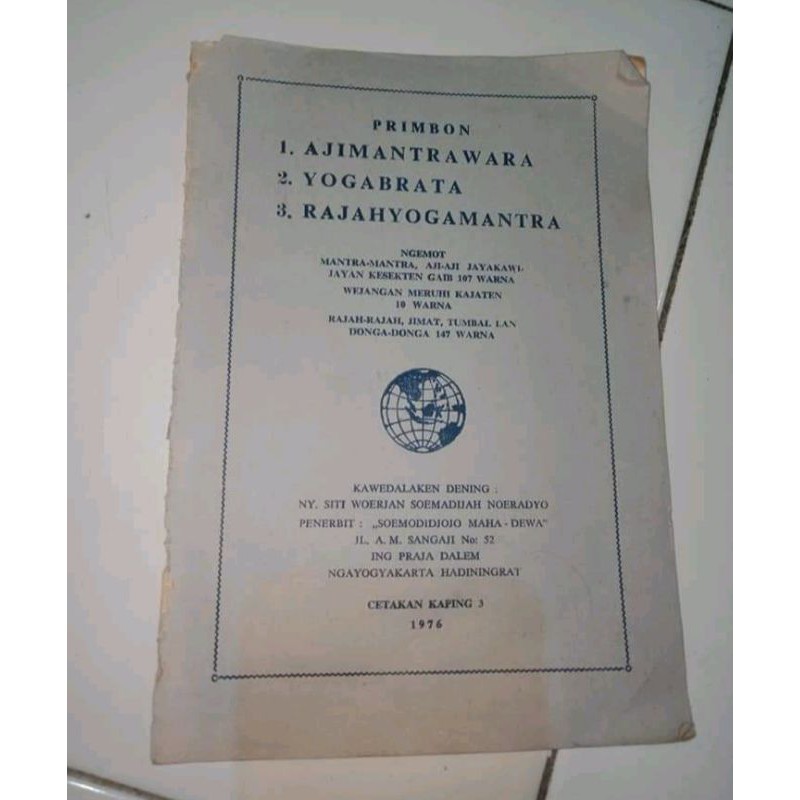 PRIMBON
1. AJIMANTRAWARA
2. YOGABRATA
3. RAJAHYOGAMANTRA
NGEMOT
MANTRA-MANTRA, AJI-AJI JAYAKAWI-
JAYAN KESEKTEN GAIB 107 WARNA
WEJANGAN MERUHI KAJATEN
10 WARNA
RAJAH-RAJAH, JIMAT, TUMBAL LAN
DONGA-DONGA 147 WARNA
KAWEDALAKEN DENING :
NY. SITI WOERJAN SOEMADIJAH NOERADYO
PENERBIT : „SOEMODIDJOJO MAHA - DEWA"
JL. A. M. SANGAJI No: 52
ING PRAJA DALEM
NGAYOGYAKARTA HADININGRAT
CETAKAN KAPING 3
1976